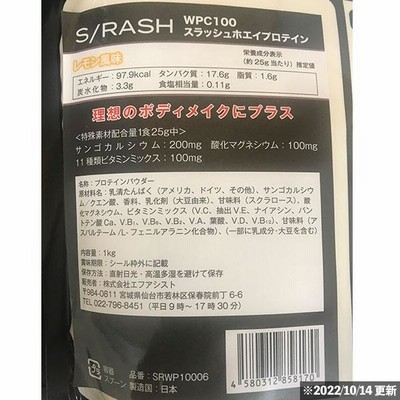 S/RASH
WPC100
スラッシュホエイプロテイン
レモン風味
栄養成分表示
(約25g当たり)推定値
エネルギー:97.9kcal タンパク質:17.6g 脂質:1.6g
炭水化物:3.3g 食塩相当量:0.11g
理想のボディメイクにプラス
<特殊素材配合量1食25g中>
サンゴカルシウム:200mg 酸化マグネシウム:100mg
11種類ビタミンミックス:100mg
名称:プロテインパウダー
原材料名:乳清たんぱく(アメリカ、ドイツ、その他)、サンゴカルシウ
ム/クエン酸、香料、乳化剤(大豆由来)、甘味料(スクラロース)、酸
化マグネシウム、ビタミンミックス(V.C、抽出V.E、ナイアシン、パン
トテン酸Ca、V.B₁、V.B₆、V.B₂、V.A、葉酸、V.D、V.B₁₂)、甘味料(ア
スパルテーム/L-フェニルアラニン化合物)、(一部に乳成分・大豆を含む)
内容量:1kg
賞味期限:シール枠外に記載
保存方法:直射日光・高温多湿を避けて保存
販売者:株式会社エフアシスト
〒984-0811 宮城県仙台市若林区保春院前丁6-6
TEL 022-796-8451(平日9時~17時30分)
プラ
容器
スプーン
品番:SRWP10006
製造国:日本
4 580312 858170
※2022/10/14 更新